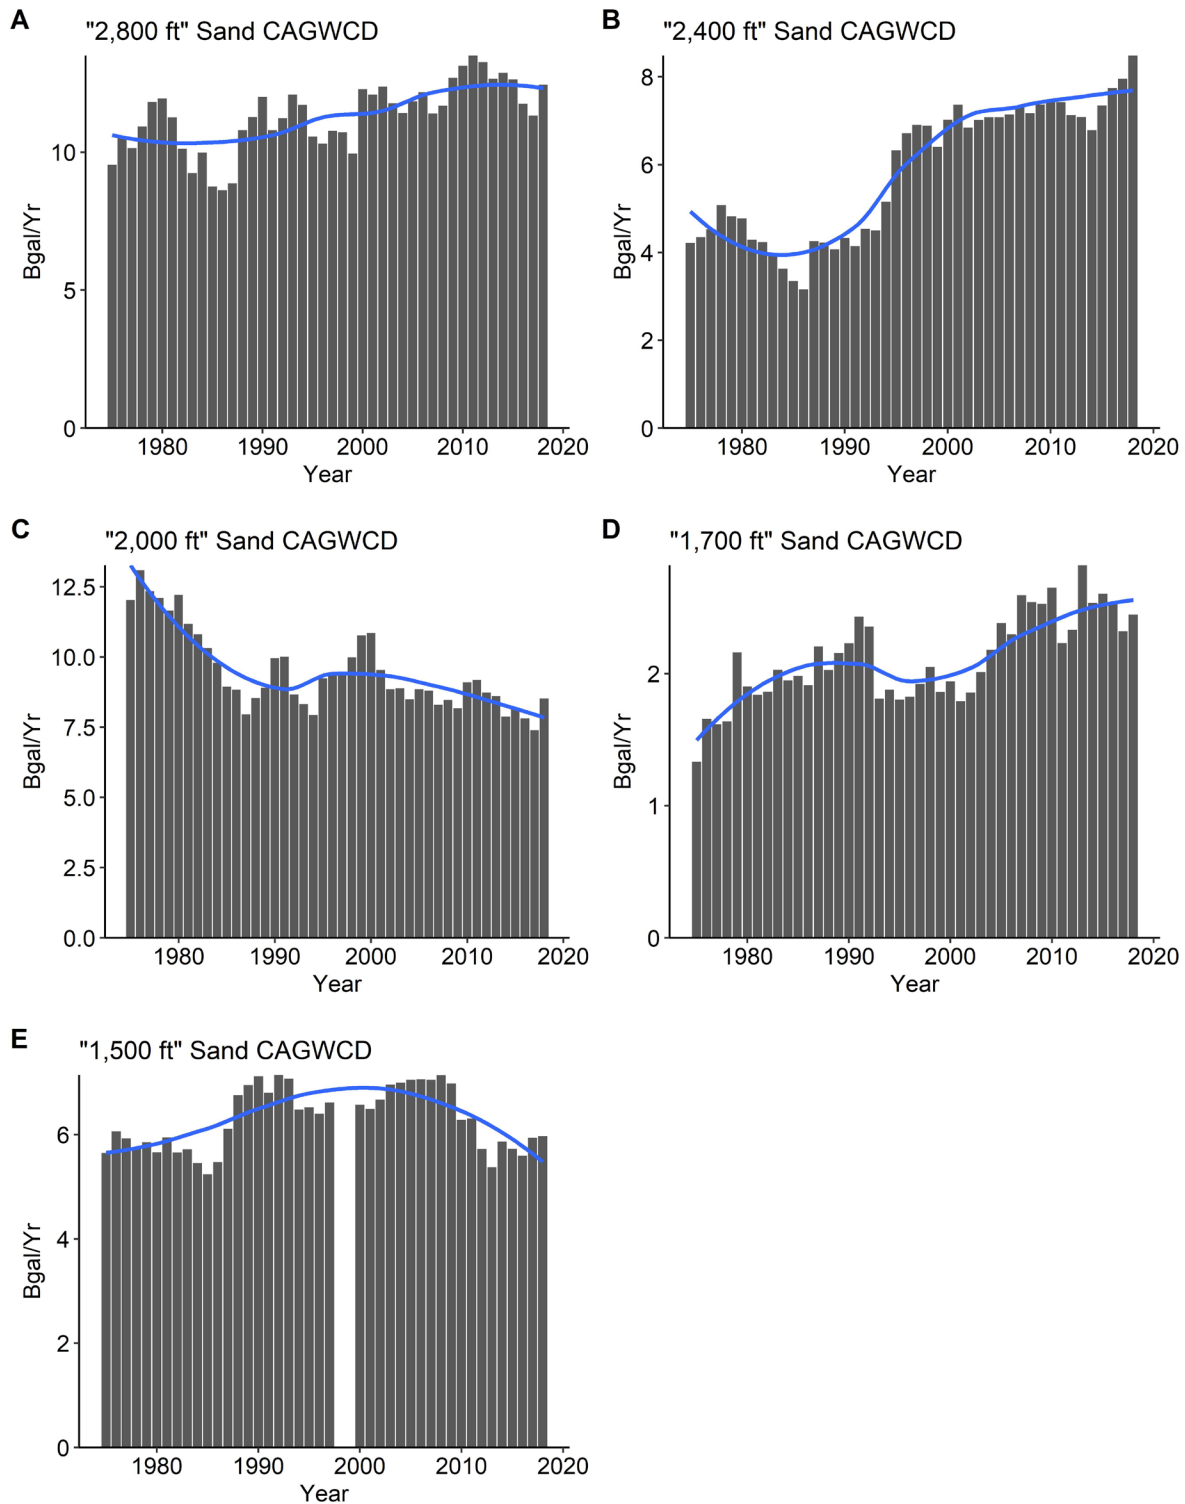 A
"2,800 ft" Sand CAGWCD
10
5
0
Bgal/Yr
1980 1990 2000 2010 2020
Year
B
"2,400 ft" Sand CAGWCD
8
6
4
2
0
Bgal/Yr
1980 1990 2000 2010 2020
Year
C
"2,000 ft" Sand CAGWCD
12.5
10.0
7.5
5.0
2.5
0.0
Bgal/Yr
1980 1990 2000 2010 2020
Year
D
"1,700 ft" Sand CAGWCD
2
1
0
Bgal/Yr
1980 1990 2000 2010 2020
Year
E
"1,500 ft" Sand CAGWCD
6
4
2
0
Bgal/Yr
1980 1990 2000 2010 2020
Year